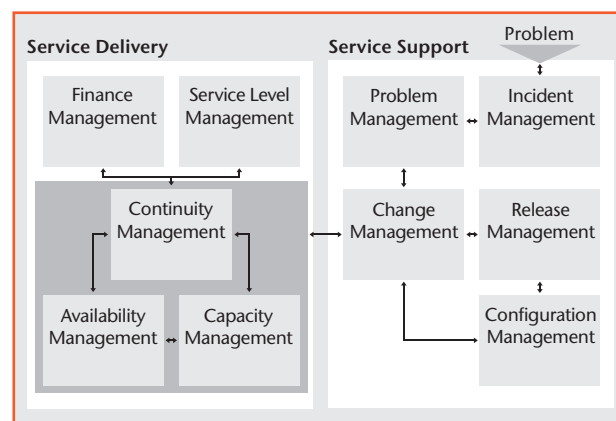 Problem
Service Delivery
Service Support
Finance
Management
Service Level
Management
Problem
Management
Incident
Management
Continuity
Management
Change
Management
Release
Management
Availability
Management
Capacity
Management
Configuration
Management